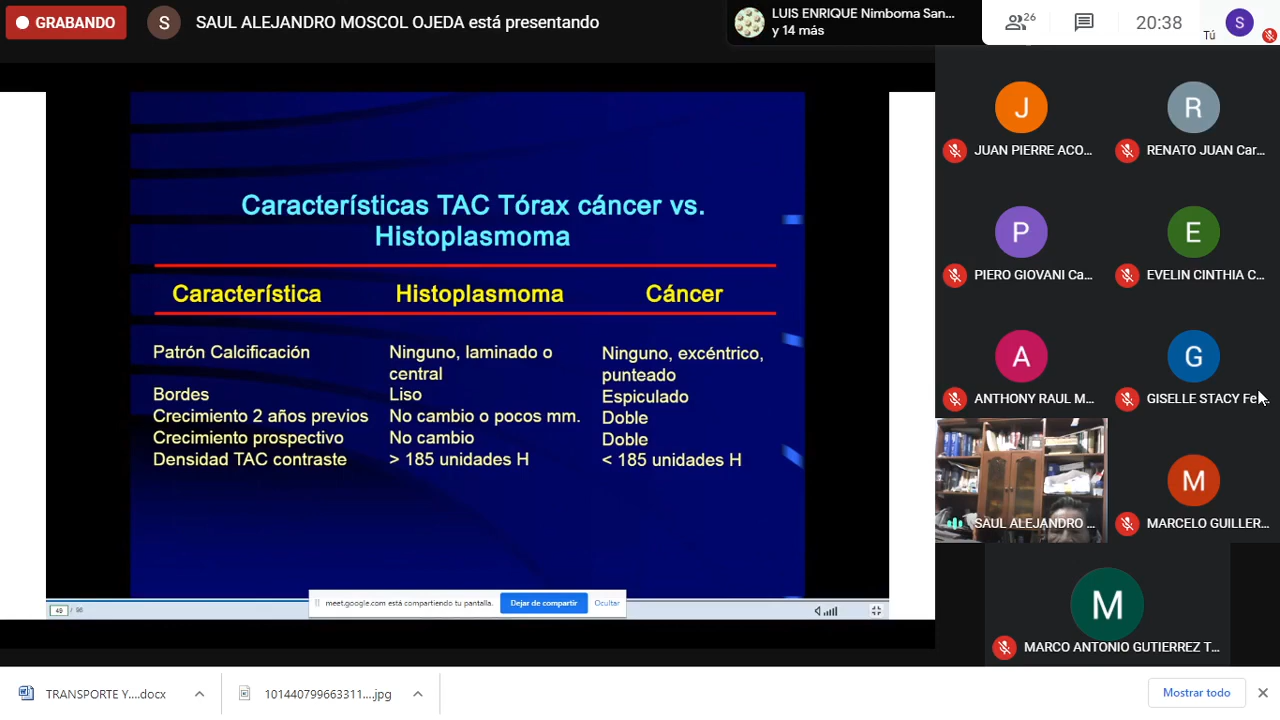 GRABANDO
S
SAUL ALEJANDRO MOSCOL OJEDA está presentando
LUIS ENRIQUE Nimboma San...
y 14 más
26
20:38
Tú
S
Características TAC Tórax cáncer vs.
Histoplasmoma
Característica Histoplasmoma Cáncer
Patrón Calcificación Ninguno, laminado o central Ninguno, excéntrico, punteado
Bordes Liso Espiculado
Crecimiento 2 años previos No cambio o pocos mm. Doble
Crecimiento prospectivo No cambio Doble
Densidad TAC contraste > 185 unidades H < 185 unidades H
49 / 98
meet.google.com está compartiendo tu pantalla. Dejar de compartir Ocultar
J
JUAN PIERRE ACO...
R
RENATO JUAN Car...
P
PIERO GIOVANI Ca...
E
EVELIN CINTHIA C...
A
ANTHONY RAUL M...
G
GISELLE STACY Fe...
SAUL ALEJANDRO ...
M
MARCELO GUILLER...
M
MARCO ANTONIO GUTIERREZ T...
TRANSPORTE Y....docx
101440799663311....jpg
Mostrar todo